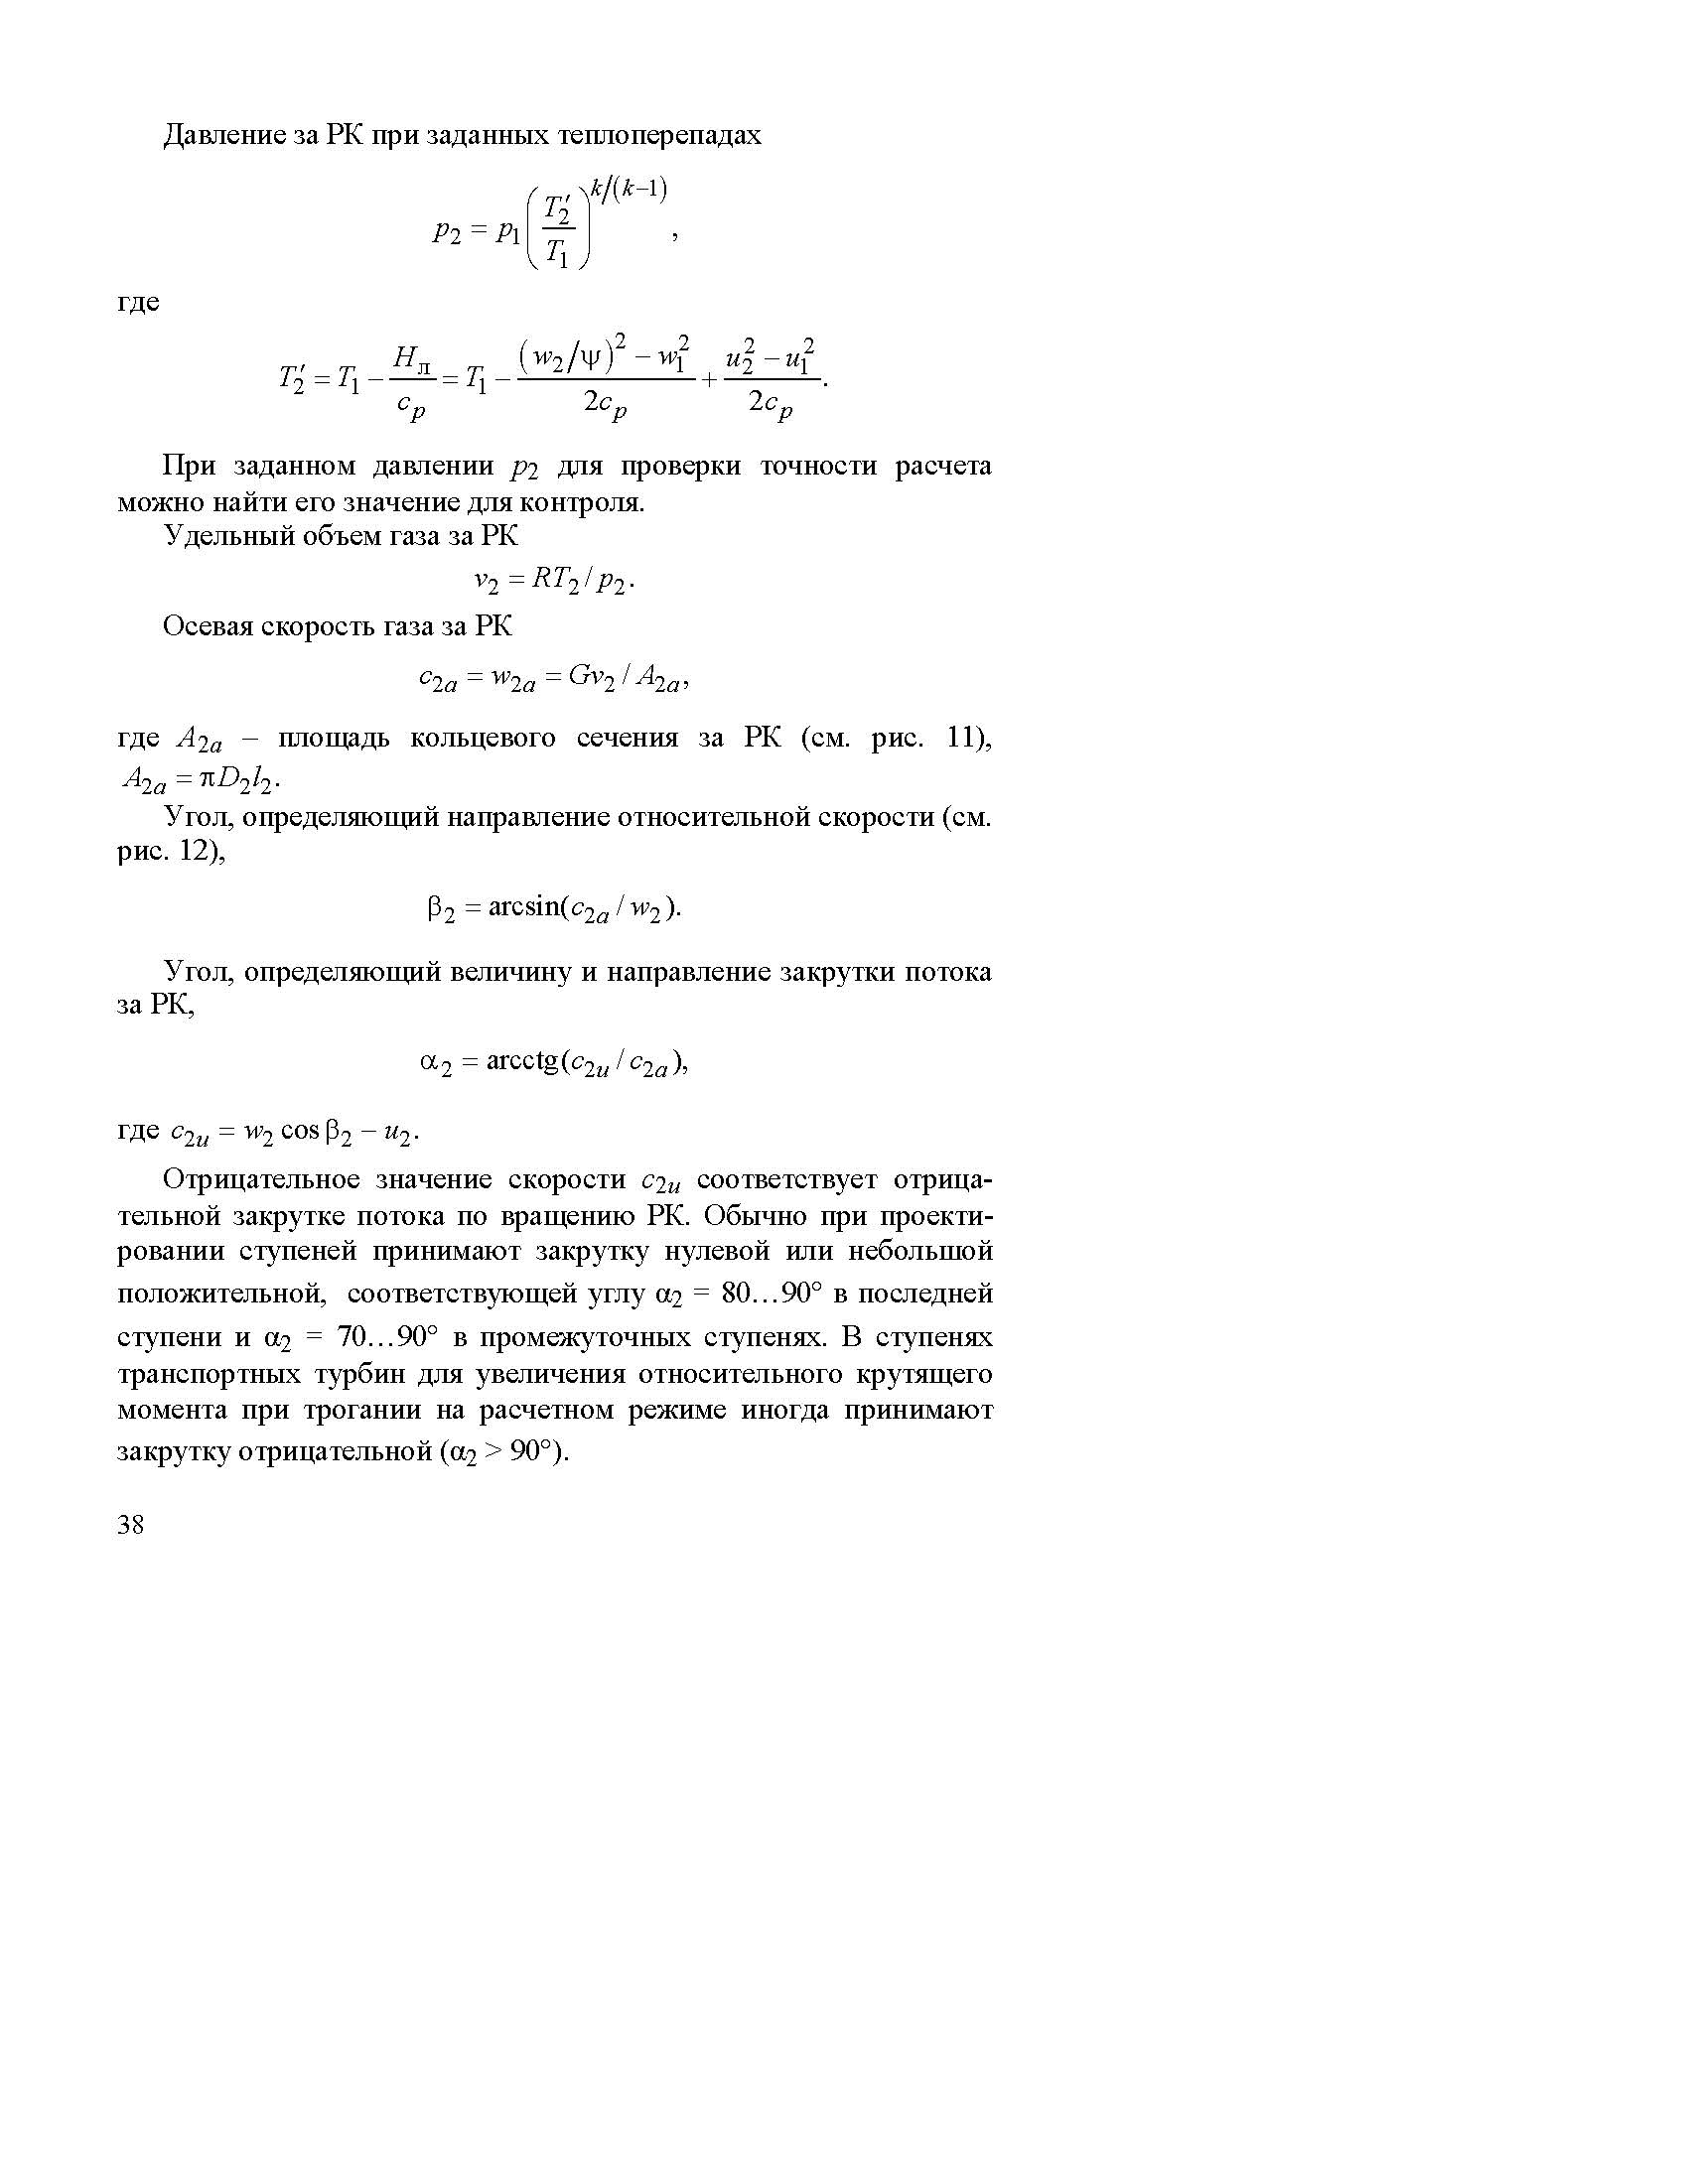 Давление за РК при заданных теплоперепадах
p₂ = p₁(T₂′/T₁)^(k/(k−1)),
где
T₂′ = T₁ − Hл/cₚ = T₁ − ((w₂/ψ)² − w₁²)/(2cₚ) + (u₂² − u₁²)/(2cₚ).
При заданном давлении p₂ для проверки точности расчета
можно найти его значение для контроля.
Удельный объем газа за РК
v₂ = RT₂ / p₂.
Осевая скорость газа за РК
c₂ₐ = w₂ₐ = Gv₂ / A₂ₐ,
где A₂ₐ – площадь кольцевого сечения за РК (см. рис. 11),
A₂ₐ = πD₂l₂.
Угол, определяющий направление относительной скорости (см.
рис. 12),
β₂ = arcsin(c₂ₐ / w₂).
Угол, определяющий величину и направление закрутки потока
за РК,
α₂ = arcctg(c₂ᵤ / c₂ₐ),
где c₂ᵤ = w₂ cos β₂ − u₂.
Отрицательное значение скорости c₂ᵤ соответствует отрица-
тельной закрутке потока по вращению РК. Обычно при проекти-
ровании ступеней принимают закрутку нулевой или небольшой
положительной, соответствующей углу α₂ = 80…90° в последней
ступени и α₂ = 70…90° в промежуточных ступенях. В ступенях
транспортных турбин для увеличения относительного крутящего
момента при трогании на расчетном режиме иногда принимают
закрутку отрицательной (α₂ > 90°).
38